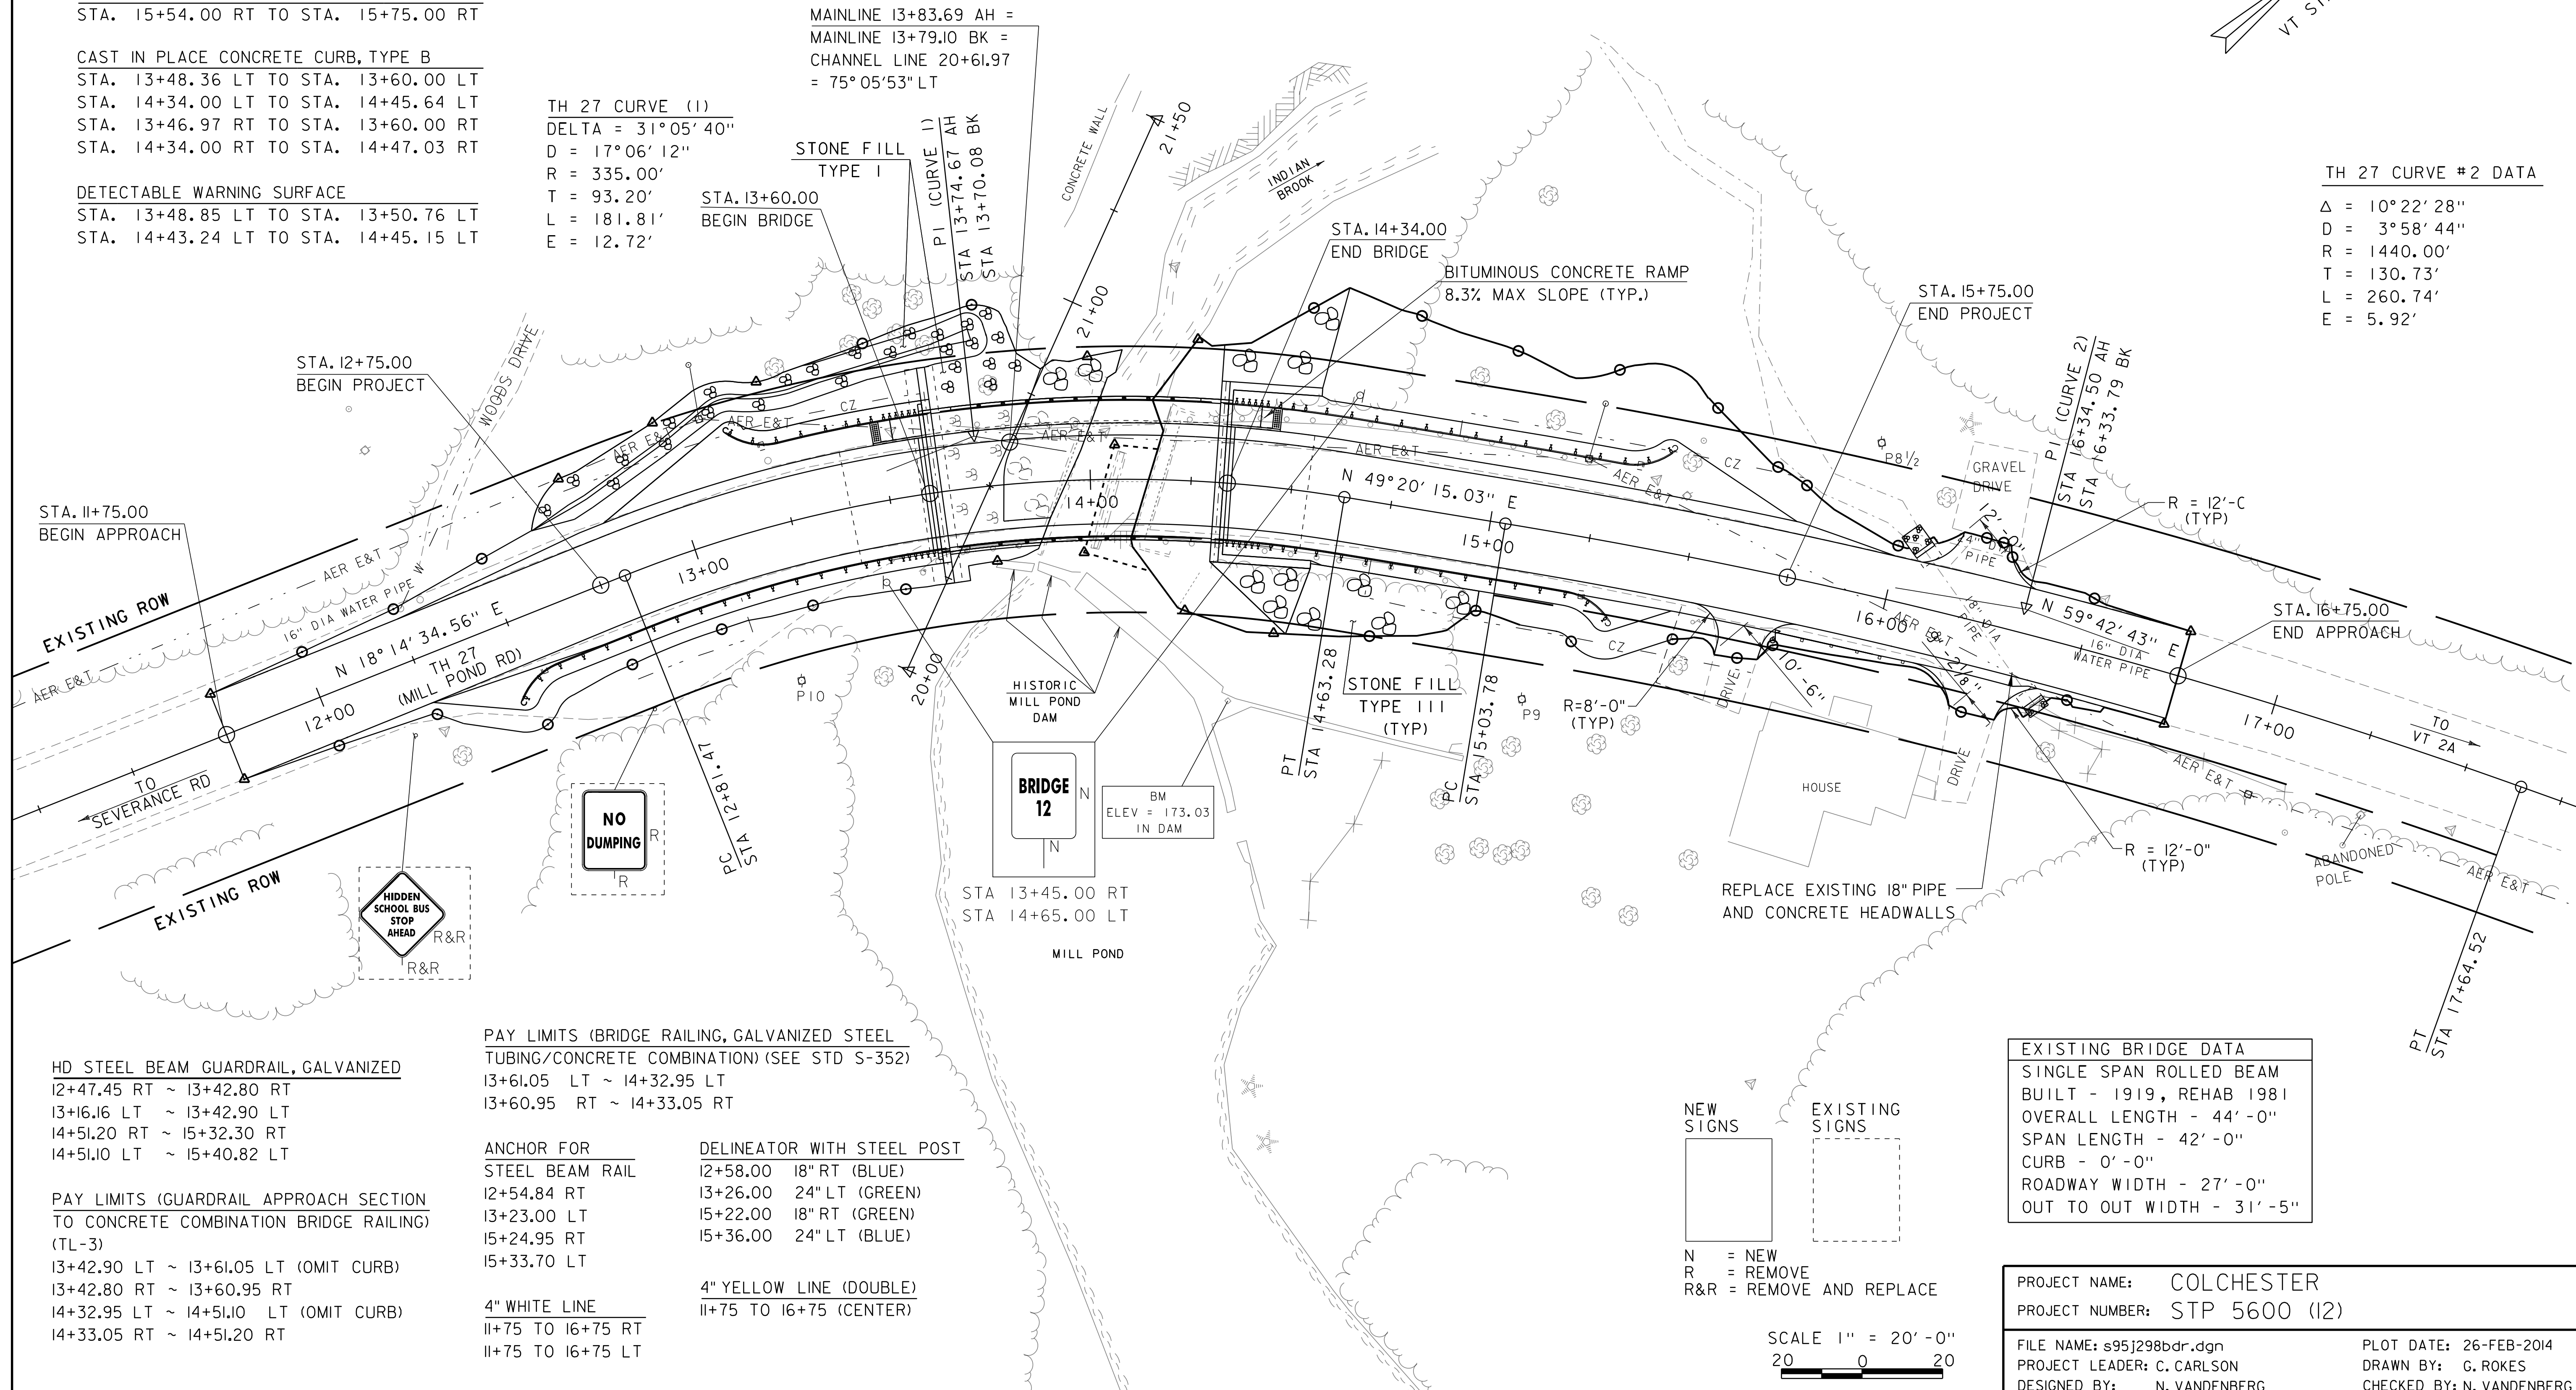 STA. 15+54.00 RT TO STA. 15+75.00 RT
CAST IN PLACE CONCRETE CURB, TYPE B
STA. 13+48.36 LT TO STA. 13+60.00 LT
STA. 14+34.00 LT TO STA. 14+45.64 LT
STA. 13+46.97 RT TO STA. 13+60.00 RT
STA. 14+34.00 RT TO STA. 14+47.03 RT
DETECTABLE WARNING SURFACE
STA. 13+48.85 LT TO STA. 13+50.76 LT
STA. 14+43.24 LT TO STA. 14+45.15 LT
TH 27 CURVE (1)
DELTA = 31°05'40"
D = 17°06'12"
R = 335.00'
T = 93.20'
L = 181.81'
E = 12.72'
MAINLINE 13+83.69 AH =
MAINLINE 13+79.10 BK =
CHANNEL LINE 20+61.97
= 75°05'53" LT
STONE FILL
TYPE I
STA. 13+60.00
BEGIN BRIDGE
PI (CURVE 1)
STA 13+74.67 AH
STA 13+70.08 BK
CONCRETE WALL
21+50
INDIAN
BROOK
21+00
STA. 14+34.00
END BRIDGE
BITUMINOUS CONCRETE RAMP
8.3% MAX SLOPE (TYP.)
STA. 15+75.00
END PROJECT
TH 27 CURVE #2 DATA
Δ = 10°22'28"
D = 3°58'44"
R = 1440.00'
T = 130.73'
L = 260.74'
E = 5.92'
PI (CURVE 2)
STA 16+34.50 AH
STA 16+33.79 BK
STA. 12+75.00
BEGIN PROJECT
WOODS DRIVE
STA. 11+75.00
BEGIN APPROACH
EXISTING ROW
AER E&T
AER E&T
16" DIA WATER PIPE W
AER E&T
AER E&T
CZ
AER E&T
AER E&T
AER E&T
CZ
P8½
GRAVEL
DRIVE
12'-0"
24" DIA
PIPE
R = 12'-C
(TYP)
N 18°14'34.56" E
TH 27
(MILL POND RD)
12+00
13+00
14+00
N 49°20'15.03" E
15+00
16+00
AER E&T
18" DIA
PIPE
N 59°42'43" E
16" DIA
WATER PIPE
STA. 16+75.00
END APPROACH
17+00
TO
VT 2A
TO
SEVERANCE RD
EXISTING ROW
P10
20+00
HISTORIC
MILL POND
DAM
PT
STA 14+63.28
STONE FILL
TYPE III
(TYP)
PC
STA 15+03.78
P9
CZ
R=8'-0"
(TYP)
DRIVE
10'-6"
9'-2 1/8"
HOUSE
DRIVE
AER E&T
R = 12'-0"
(TYP)
ABANDONED
POLE
AER E&T
REPLACE EXISTING 18" PIPE
AND CONCRETE HEADWALLS
PT
STA 17+64.52
PC
STA 12+81.47
NO
DUMPING
R
R
HIDDEN
SCHOOL BUS
STOP
AHEAD
R&R
R&R
BRIDGE
12
N
N
BM
ELEV = 173.03
IN DAM
STA 13+45.00 RT
STA 14+65.00 LT
MILL POND
HD STEEL BEAM GUARDRAIL, GALVANIZED
12+47.45 RT ~ 13+42.80 RT
13+16.16 LT ~ 13+42.90 LT
14+51.20 RT ~ 15+32.30 RT
14+51.10 LT ~ 15+40.82 LT
PAY LIMITS (GUARDRAIL APPROACH SECTION
TO CONCRETE COMBINATION BRIDGE RAILING)
(TL-3)
13+42.90 LT ~ 13+61.05 LT (OMIT CURB)
13+42.80 RT ~ 13+60.95 RT
14+32.95 LT ~ 14+51.10 LT (OMIT CURB)
14+33.05 RT ~ 14+51.20 RT
PAY LIMITS (BRIDGE RAILING, GALVANIZED STEEL
TUBING/CONCRETE COMBINATION) (SEE STD S-352)
13+61.05 LT ~ 14+32.95 LT
13+60.95 RT ~ 14+33.05 RT
ANCHOR FOR
STEEL BEAM RAIL
12+54.84 RT
13+23.00 LT
15+24.95 RT
15+33.70 LT
4" WHITE LINE
11+75 TO 16+75 RT
11+75 TO 16+75 LT
DELINEATOR WITH STEEL POST
12+58.00 18" RT (BLUE)
13+26.00 24" LT (GREEN)
15+22.00 18" RT (GREEN)
15+36.00 24" LT (BLUE)
4" YELLOW LINE (DOUBLE)
11+75 TO 16+75 (CENTER)
NEW
SIGNS
EXISTING
SIGNS
N = NEW
R = REMOVE
R&R = REMOVE AND REPLACE
SCALE 1" = 20'-0"
20 0 20
EXISTING BRIDGE DATA
SINGLE SPAN ROLLED BEAM
BUILT - 1919, REHAB 1981
OVERALL LENGTH - 44'-0"
SPAN LENGTH - 42'-0"
CURB - 0'-0"
ROADWAY WIDTH - 27'-0"
OUT TO OUT WIDTH - 31'-5"
PROJECT NAME: COLCHESTER
PROJECT NUMBER: STP 5600 (12)
FILE NAME: s95j298bdr.dgn PLOT DATE: 26-FEB-2014
PROJECT LEADER: C. CARLSON DRAWN BY: G. ROKES
DESIGNED BY: N. VANDENBERG CHECKED BY: N. VANDENBERG